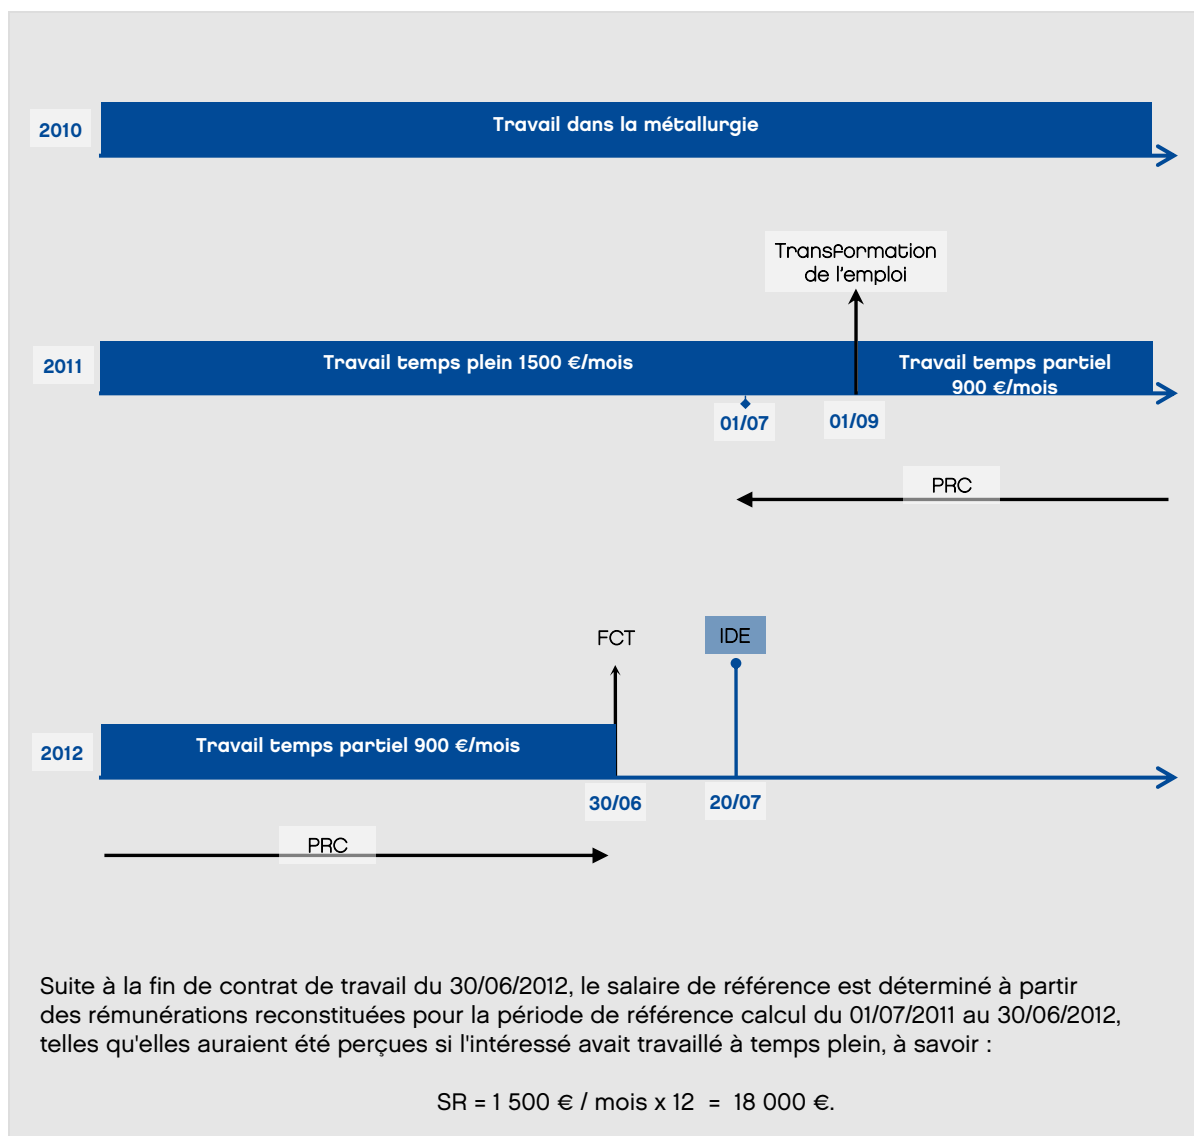 2010
Travail dans la métallurgie
Transformation
de l'emploi
2011
Travail temps plein 1500 €/mois
Travail temps partiel
900 €/mois
01/07
01/09
PRC
FCT
IDE
2012
Travail temps partiel 900 €/mois
30/06
20/07
PRC
Suite à la fin de contrat de travail du 30/06/2012, le salaire de référence est déterminé à partir
des rémunérations reconstituées pour la période de référence calcul du 01/07/2011 au 30/06/2012,
telles qu'elles auraient été perçues si l'intéressé avait travaillé à temps plein, à savoir :
SR = 1 500 € / mois x 12 = 18 000 €.